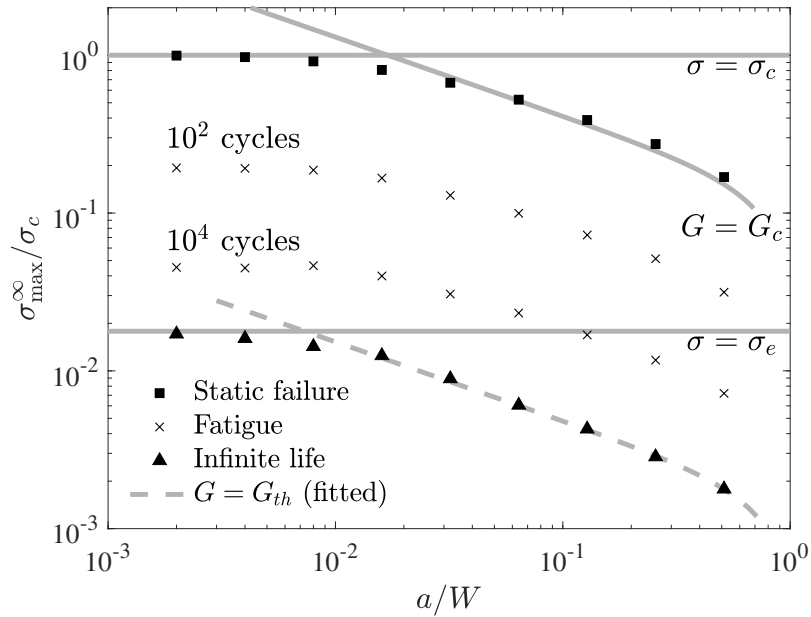 10^0
σ = σ_c
10^2 cycles
10^-1
G = G_c
10^4 cycles
σ_max^∞/σ_c
σ = σ_e
10^-2
Static failure
Fatigue
Infinite life
G = G_th (fitted)
10^-3
10^-3 10^-2 10^-1 10^0
a/W